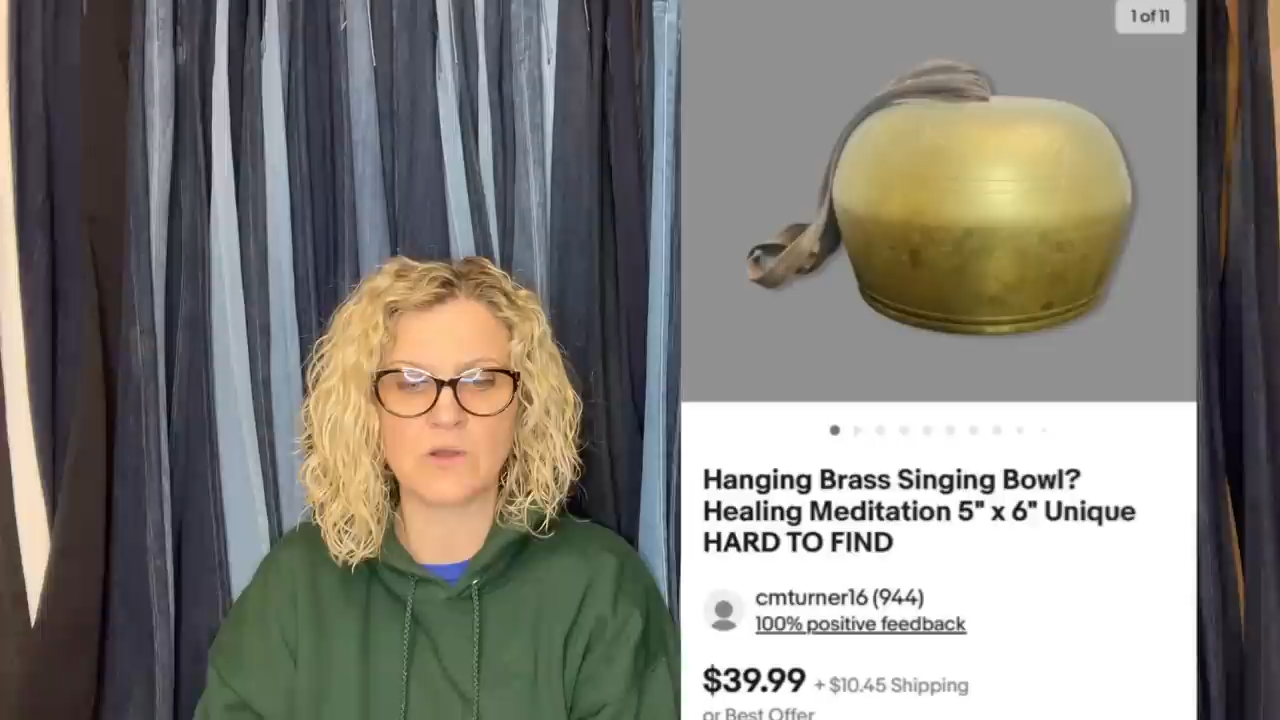 1 of 11
Hanging Brass Singing Bowl?
Healing Meditation 5" x 6" Unique
HARD TO FIND
cmturner16 (944)
100% positive feedback
$39.99 + $10.45 Shipping
or Best Offer